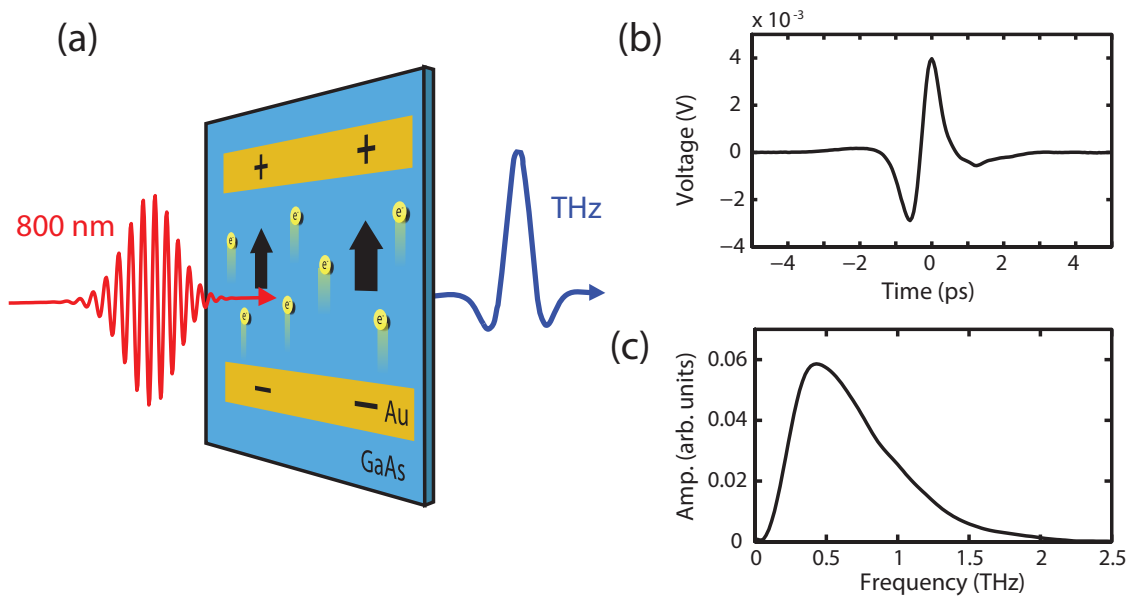 (a)
800 nm
+
+
e⁻
e⁻
e⁻
e⁻
e⁻
e⁻
e⁻
−
−
Au
GaAs
THz
(b)
x 10⁻³
4
2
0
−2
−4
Voltage (V)
−4 −2 0 2 4
Time (ps)
(c)
0.06
0.04
0.02
0
Amp. (arb. units)
0 0.5 1 1.5 2 2.5
Frequency (THz)